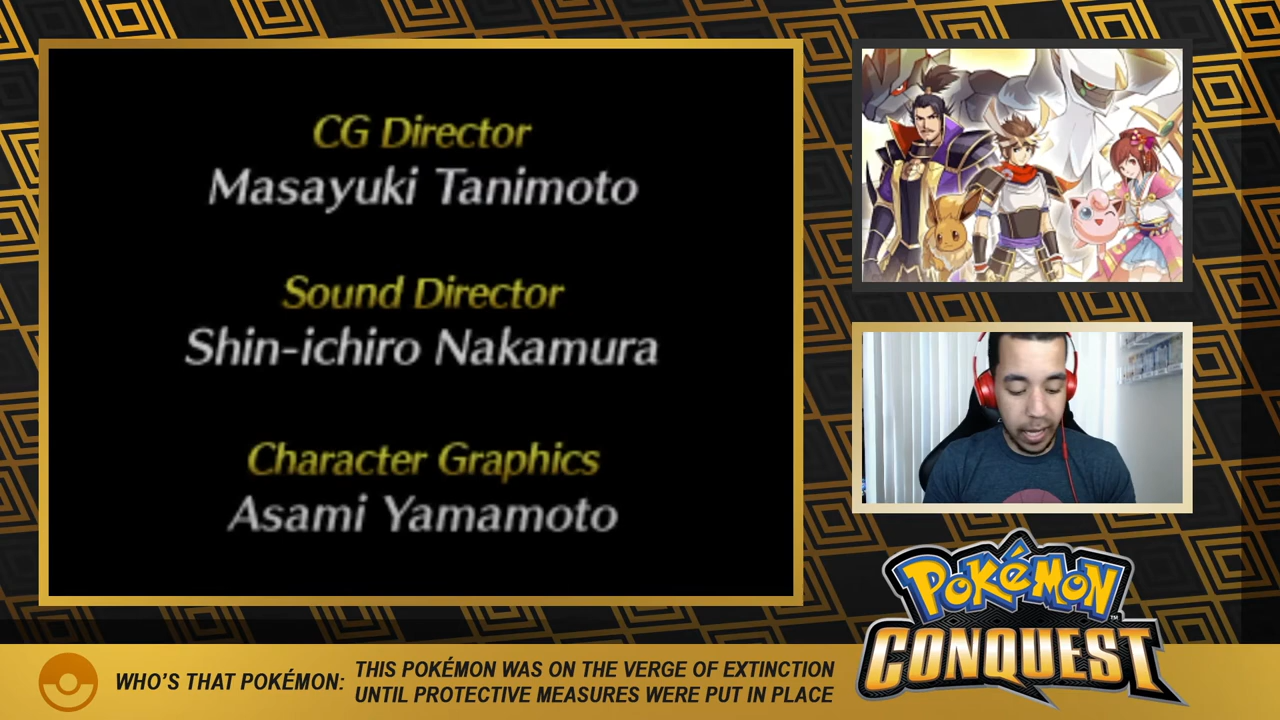 CG Director
Masayuki Tanimoto
Sound Director
Shin-ichiro Nakamura
Character Graphics
Asami Yamamoto
POKÉMON
CONQUEST
WHO'S THAT POKÉMON:
THIS POKÉMON WAS ON THE VERGE OF EXTINCTION
UNTIL PROTECTIVE MEASURES WERE PUT IN PLACE